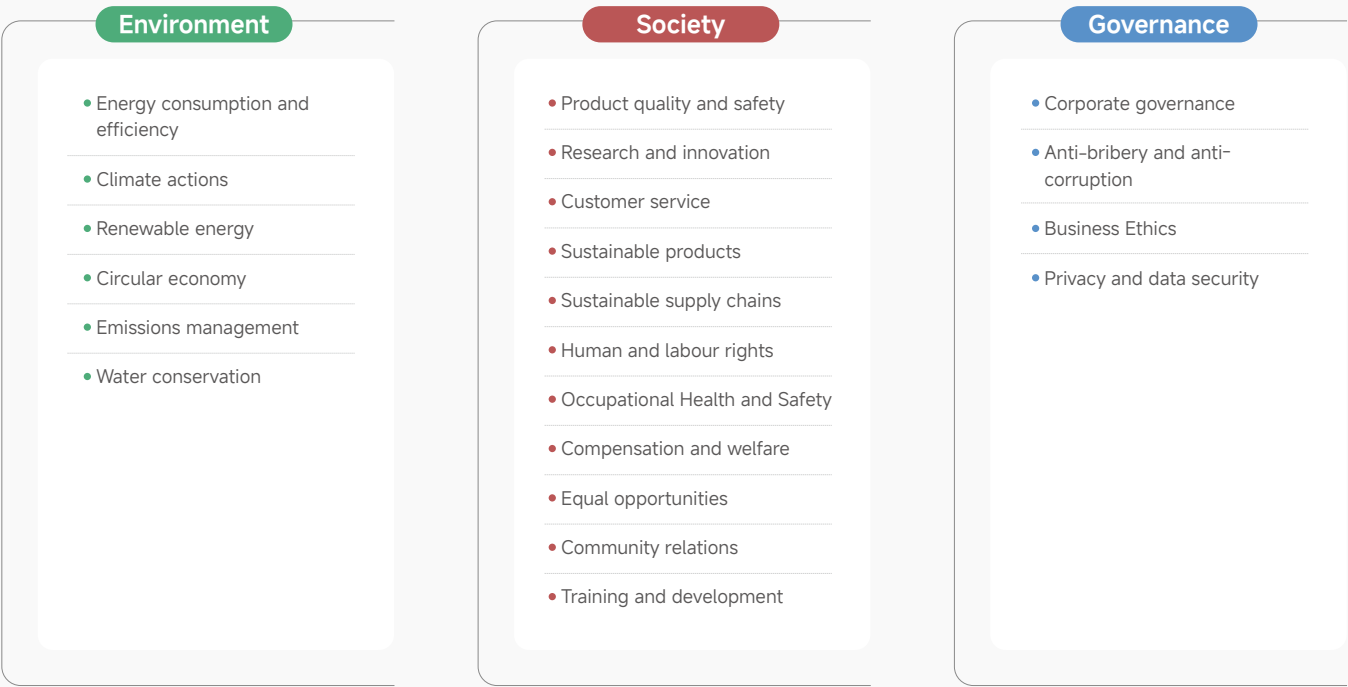 Environment
• Energy consumption and
efficiency
• Climate actions
• Renewable energy
• Circular economy
• Emissions management
• Water conservation
Society
• Product quality and safety
• Research and innovation
• Customer service
• Sustainable products
• Sustainable supply chains
• Human and labour rights
• Occupational Health and Safety
• Compensation and welfare
• Equal opportunities
• Community relations
• Training and development
Governance
• Corporate governance
• Anti-bribery and anti-
corruption
• Business Ethics
• Privacy and data security